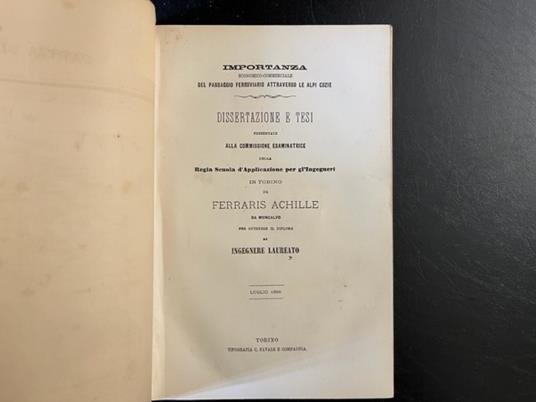 IMPORTANZA
ECONOMICO-COMMERCIALE
DEL PASSAGGIO FERROVIARIO ATTRAVERSO LE ALPI COZIE
DISSERTAZIONE E TESI
PRESENTATE
ALLA COMMISSIONE ESAMINATRICE
DELLA
Regia Scuola d'Applicazione per gl'Ingegneri
IN TORINO
DA
FERRARIS ACHILLE
DA MONCALVO
PER OTTENERE IL DIPLOMA
DI
INGEGNERE LAUREATO
LUGLIO
TORINO
TIPOGRAFIA C. FAVALE E COMPAGNIA.